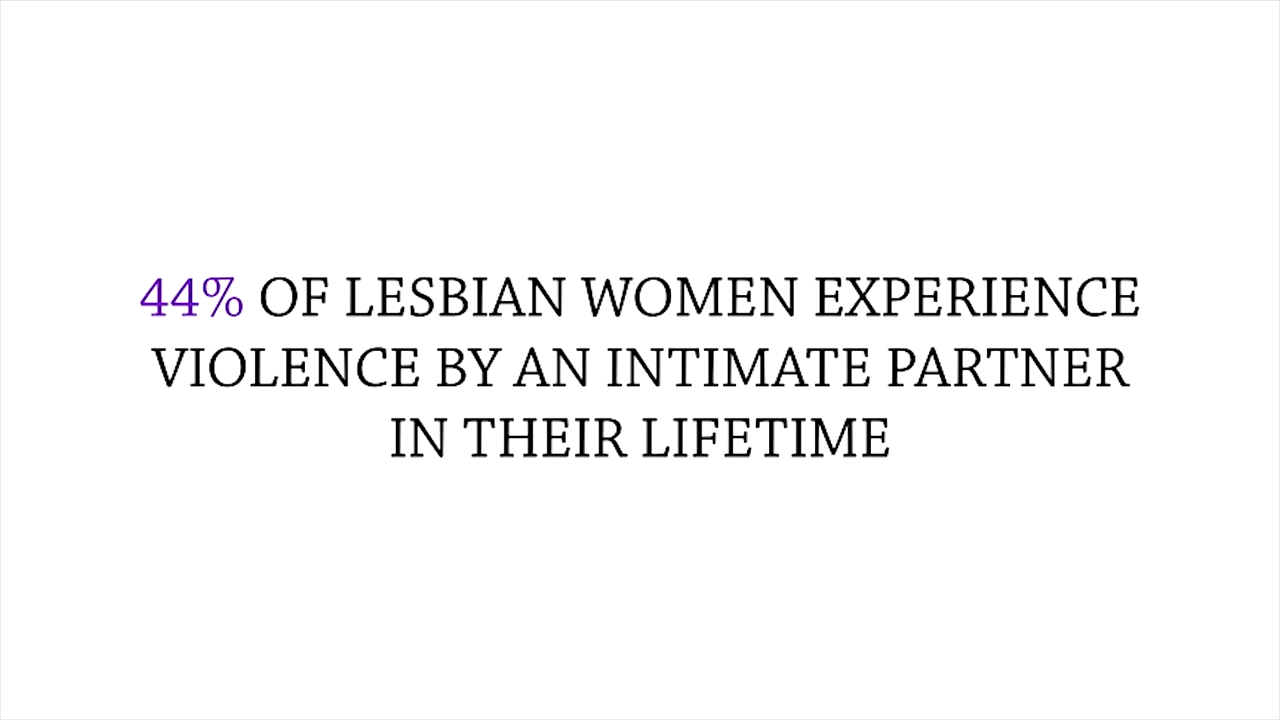 44% OF LESBIAN WOMEN EXPERIENCE
VIOLENCE BY AN INTIMATE PARTNER
IN THEIR LIFETIME